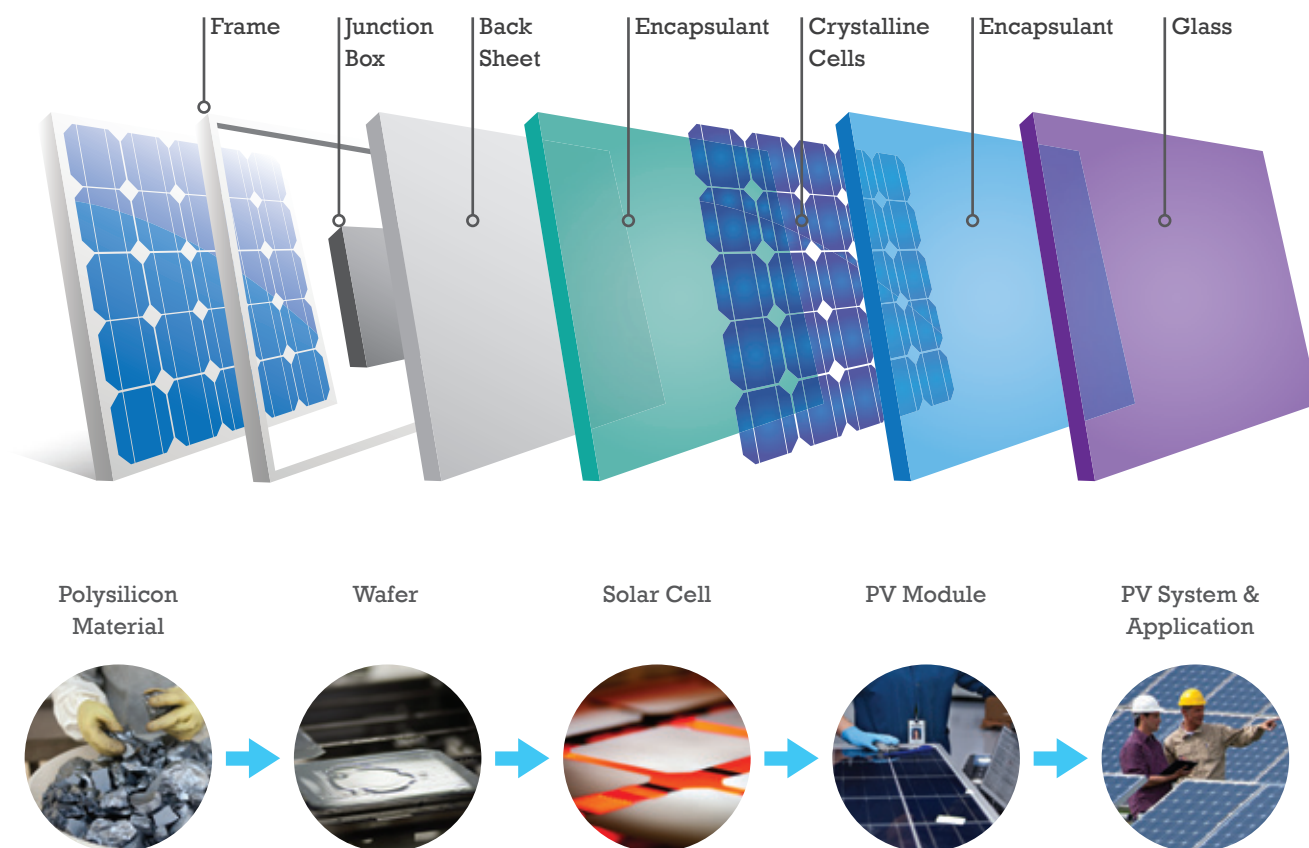 Frame
Junction
Box
Back
Sheet
Encapsulant
Crystalline
Cells
Encapsulant
Glass
Polysilicon
Material
Wafer
Solar Cell
PV Module
PV System &
Application